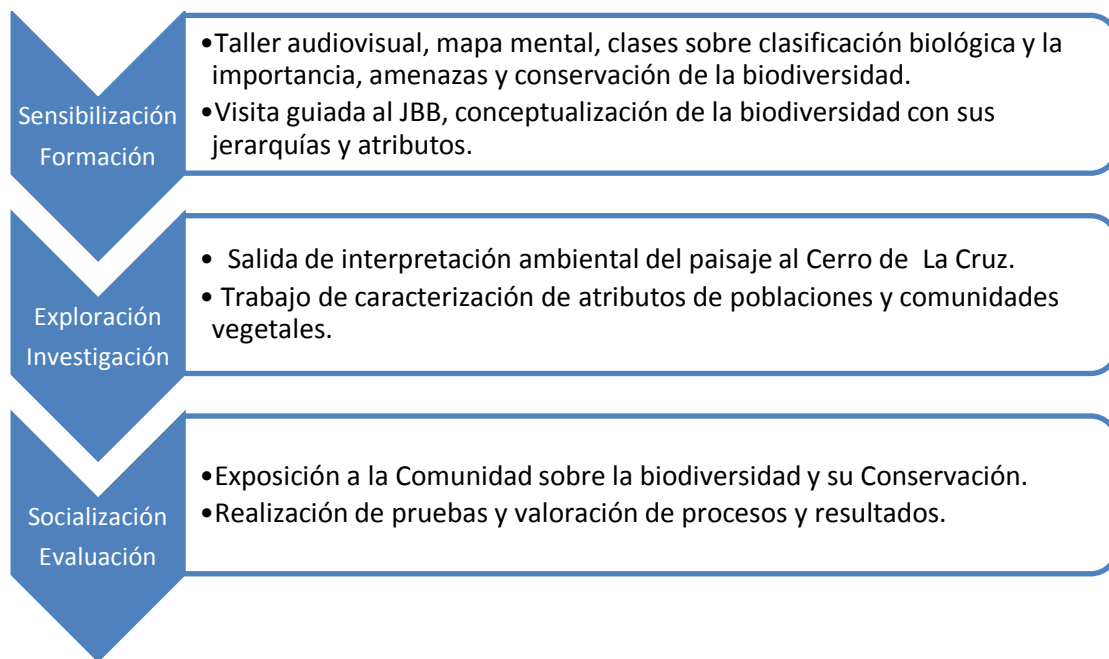 Sensibilización
Formación
•Taller audiovisual, mapa mental, clases sobre clasificación biológica y la
importancia, amenazas y conservación de la biodiversidad.
•Visita guiada al JBB, conceptualización de la biodiversidad con sus
jerarquías y atributos.
Exploración
Investigación
• Salida de interpretación ambiental del paisaje al Cerro de La Cruz.
• Trabajo de caracterización de atributos de poblaciones y comunidades
vegetales.
Socialización
Evaluación
•Exposición a la Comunidad sobre la biodiversidad y su Conservación.
•Realización de pruebas y valoración de procesos y resultados.